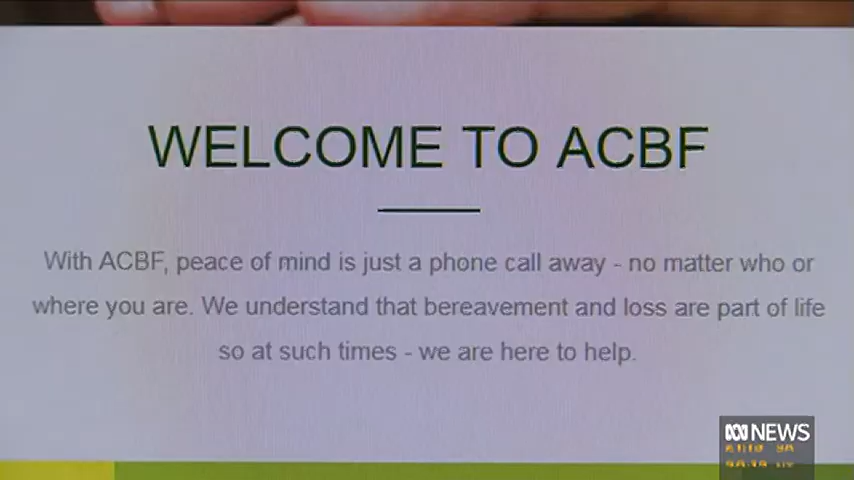 WELCOME TO ACBF
With ACBF, peace of mind is just a phone call away - no matter who or
where you are. We understand that bereavement and loss are part of life
so at such times - we are here to help.
ABC NEWS